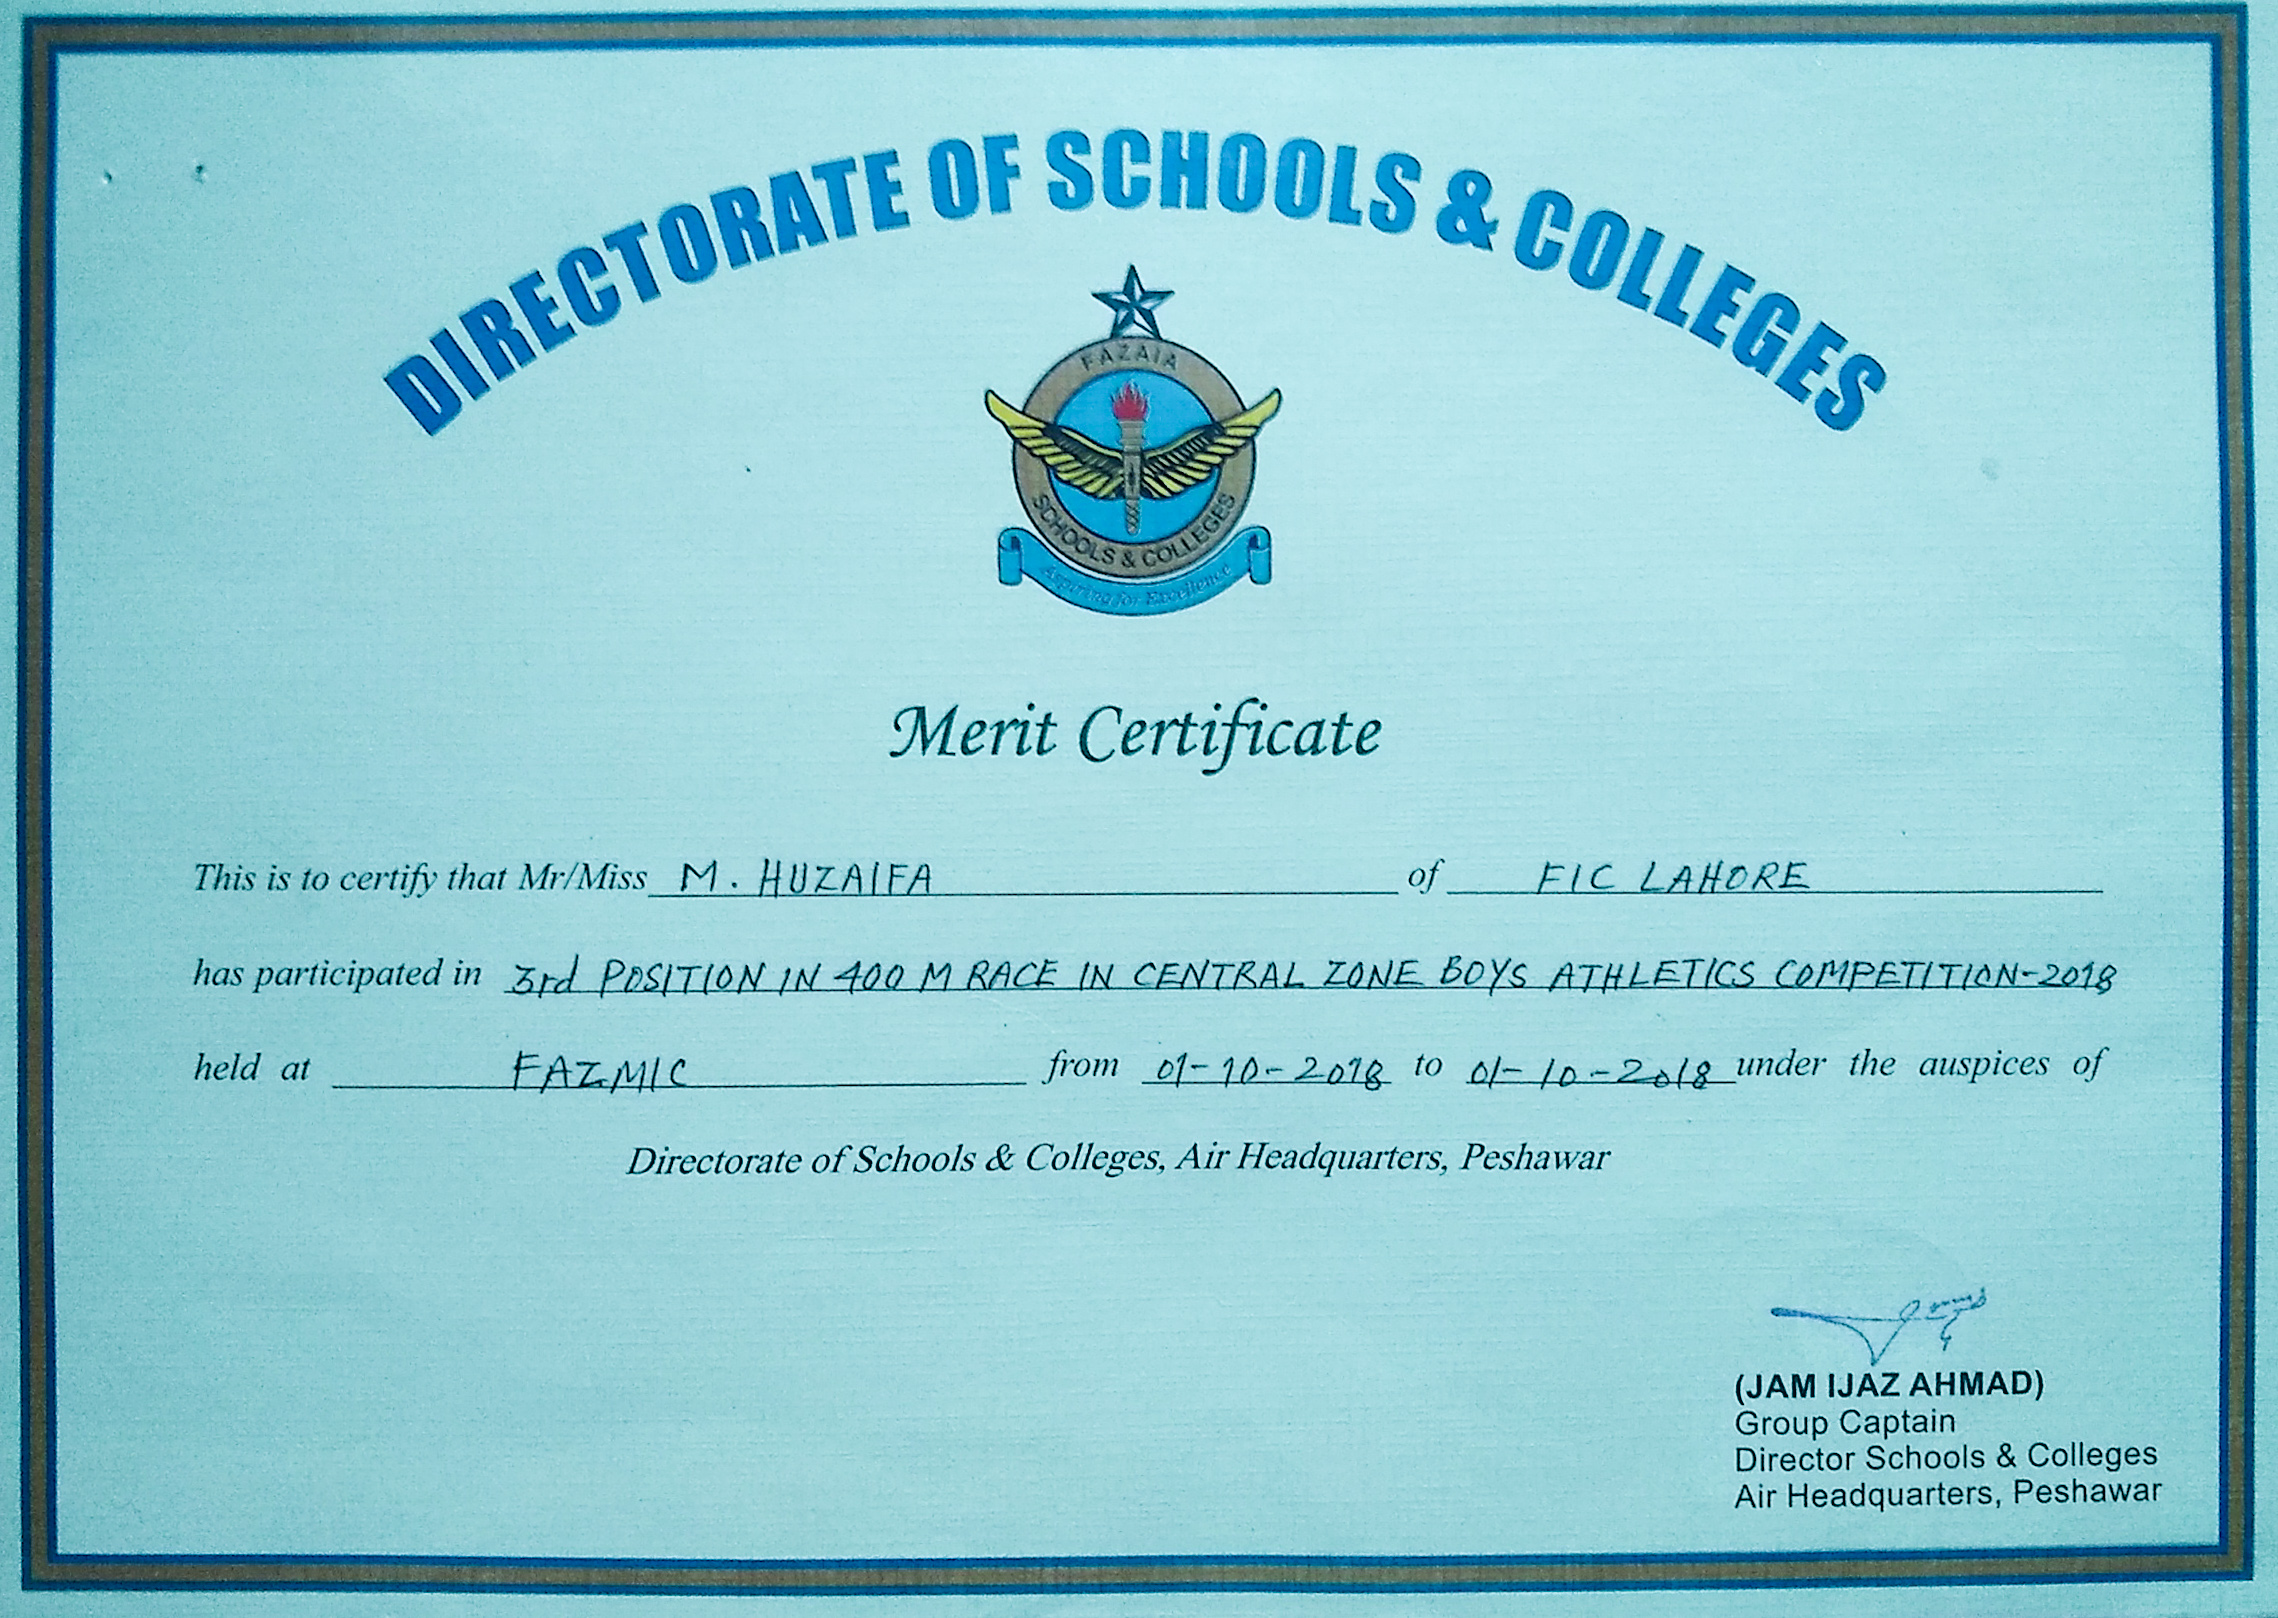 DIRECTORATE OF SCHOOLS & COLLEGES
FAZAIA
SCHOOLS & COLLEGES
Aspiring for Excellence
Merit Certificate
This is to certify that Mr/Miss M. HUZAIFA of FIC LAHORE
has participated in 3rd POSITION IN 400 M RACE IN CENTRAL ZONE BOYS ATHLETICS COMPETITION-2018
held at FAZMIC from 01-10-2018 to 01-10-2018 under the auspices of
Directorate of Schools & Colleges, Air Headquarters, Peshawar
(JAM IJAZ AHMAD)
Group Captain
Director Schools & Colleges
Air Headquarters, Peshawar